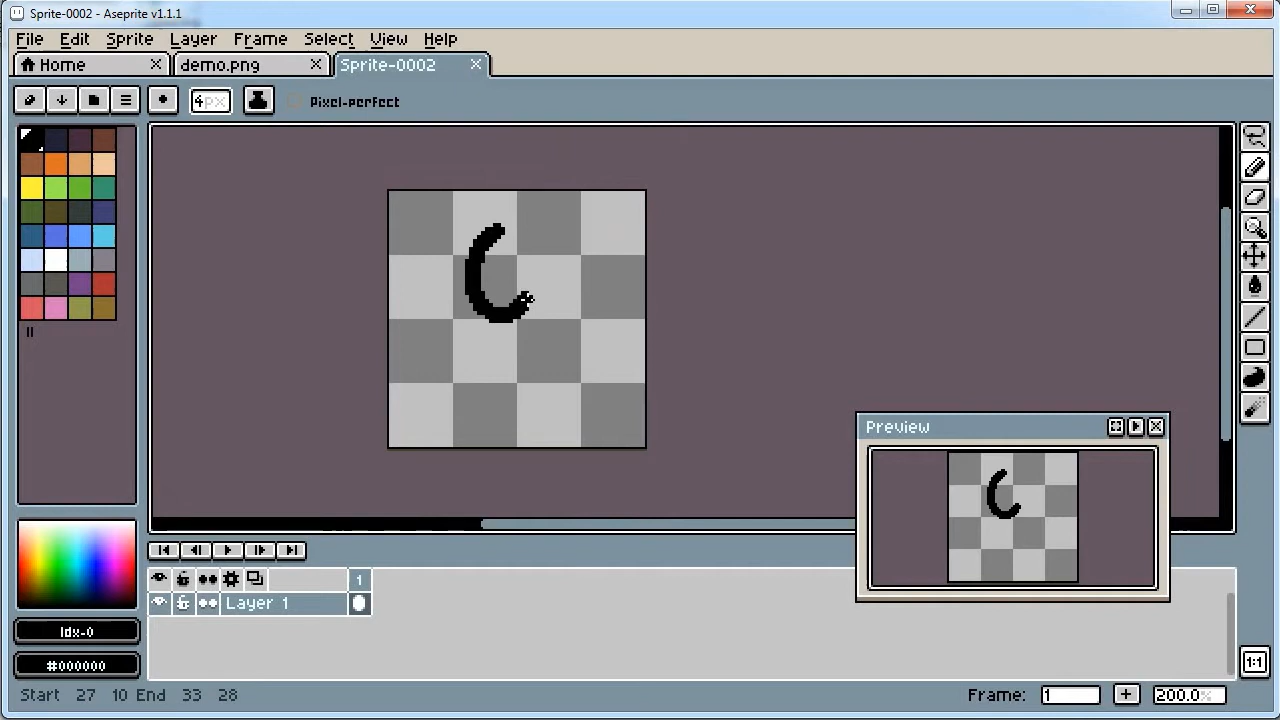 Sprite-0002 - Aseprite v1.1.1
File Edit Sprite Layer Frame Select View Help
Home demo.png Sprite-0002
4px Pixel-perfect
Preview
1
Layer 1
Idx-0
#000000
1:1
Start 27 10 End 33 28 Frame: 1 + 200.0%